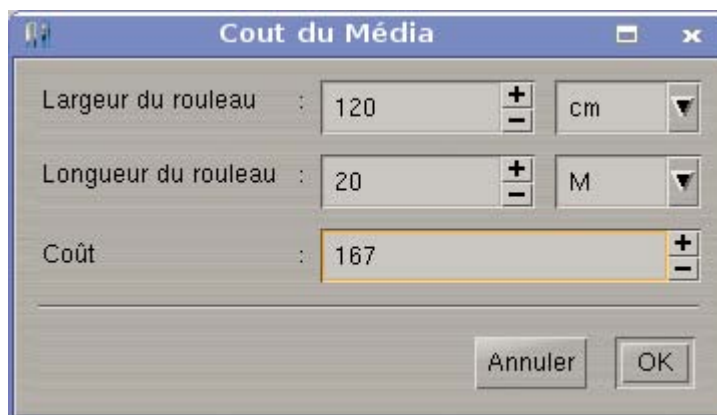 Cout du Média
Largeur du rouleau : 120 cm
Longueur du rouleau : 20 M
Coût : 167
Annuler OK